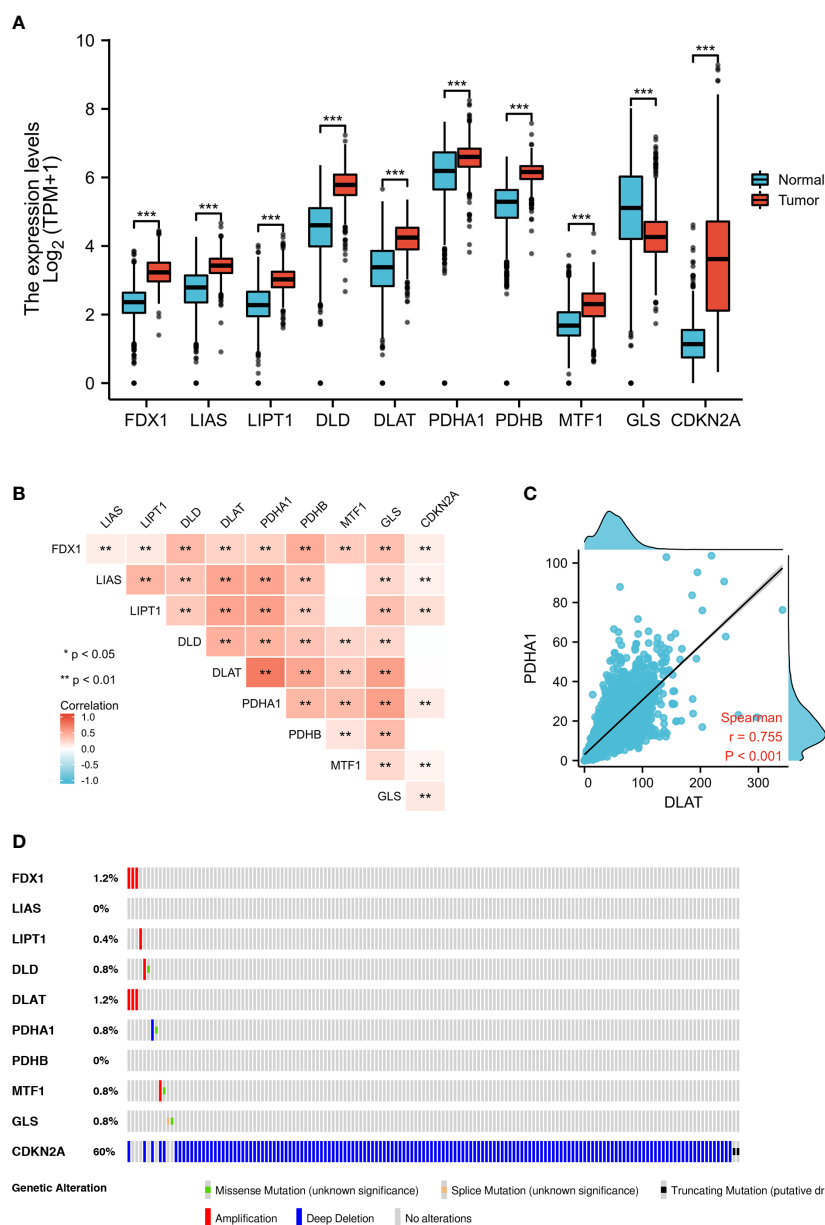 A
The expression levels
Log2 (TPM+1)
10
8
6
4
2
0
*** *** *** *** *** *** *** *** *** ***
Normal
Tumor
FDX1 LIAS LIPT1 DLD DLAT PDHA1 PDHB MTF1 GLS CDKN2A
B
LIAS LIPT1 DLD DLAT PDHA1 PDHB MTF1 GLS CDKN2A
FDX1 ** ** ** ** ** ** ** ** **
LIAS ** ** ** ** ** ** **
LIPT1 ** ** ** ** ** **
DLD ** ** ** ** **
DLAT ** ** ** **
PDHA1 ** ** ** **
PDHB ** **
MTF1 ** **
GLS **
* p < 0.05
** p < 0.01
Correlation
1.0
0.5
0.0
-0.5
-1.0
C
PDHA1
100
80
60
40
20
0
Spearman
r = 0.755
P < 0.001
0 100 200 300
DLAT
D
FDX1 1.2%
LIAS 0%
LIPT1 0.4%
DLD 0.8%
DLAT 1.2%
PDHA1 0.8%
PDHB 0%
MTF1 0.8%
GLS 0.8%
CDKN2A 60%
Genetic Alteration Missense Mutation (unknown significance) Splice Mutation (unknown significance) Truncating Mutation (putative dr
Amplification Deep Deletion No alterations